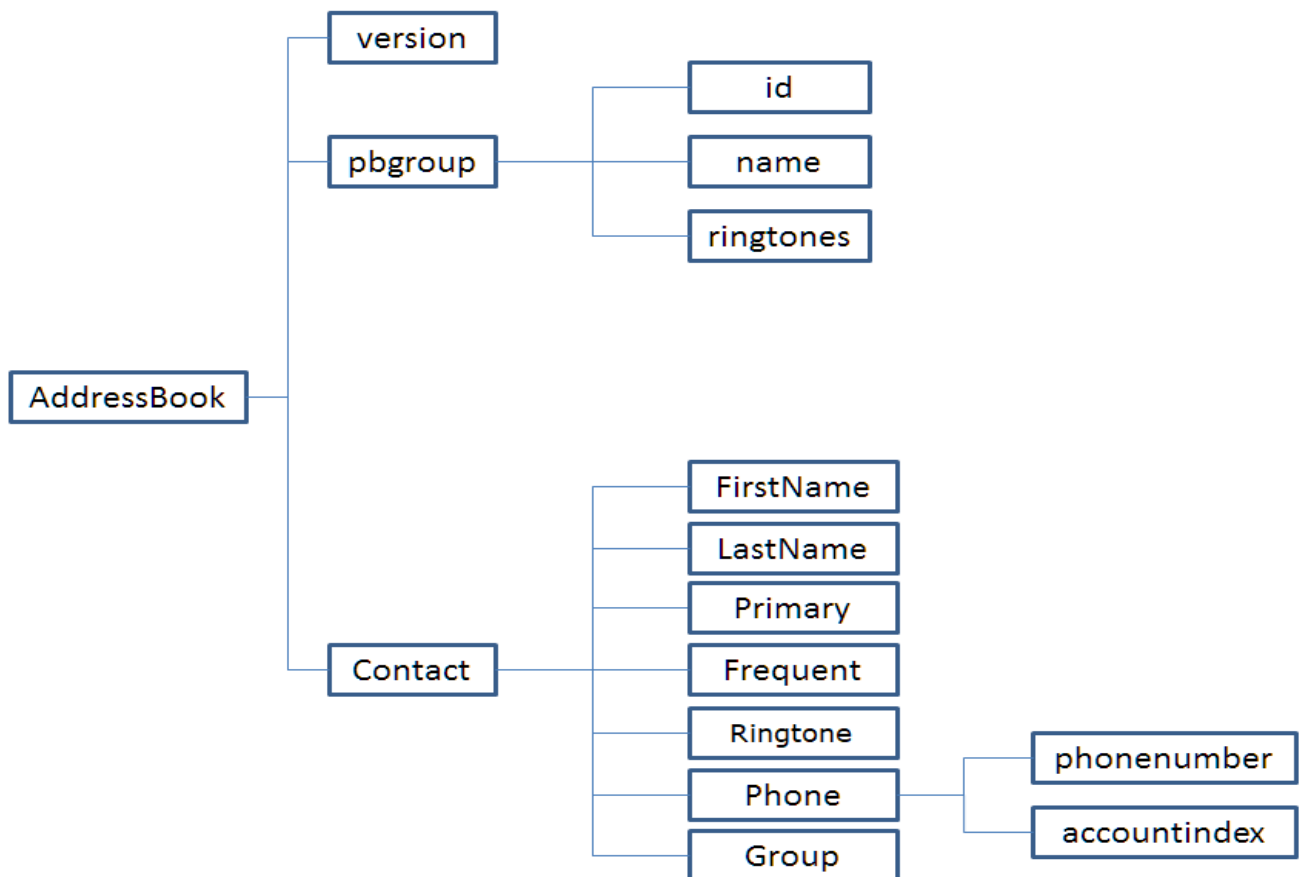 version
id
pbgroup
name
ringtones
AddressBook
FirstName
LastName
Primary
Contact
Frequent
Ringtone
phonenumber
Phone
accountindex
Group